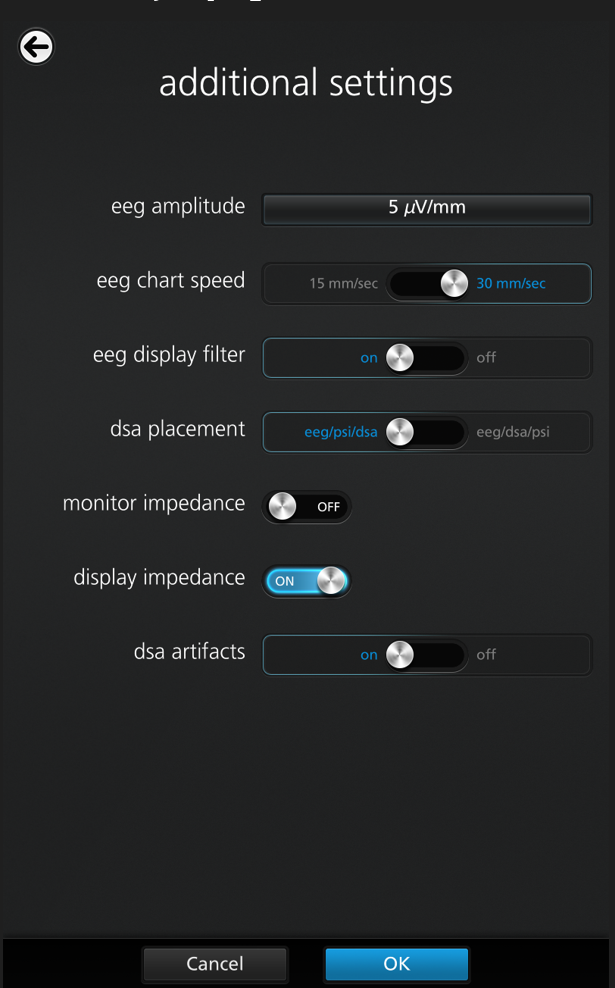 additional settings
eeg amplitude 5 μV/mm
eeg chart speed 15 mm/sec 30 mm/sec
eeg display filter on off
dsa placement eeg/psi/dsa eeg/dsa/psi
monitor impedance OFF
display impedance ON
dsa artifacts on off
Cancel OK